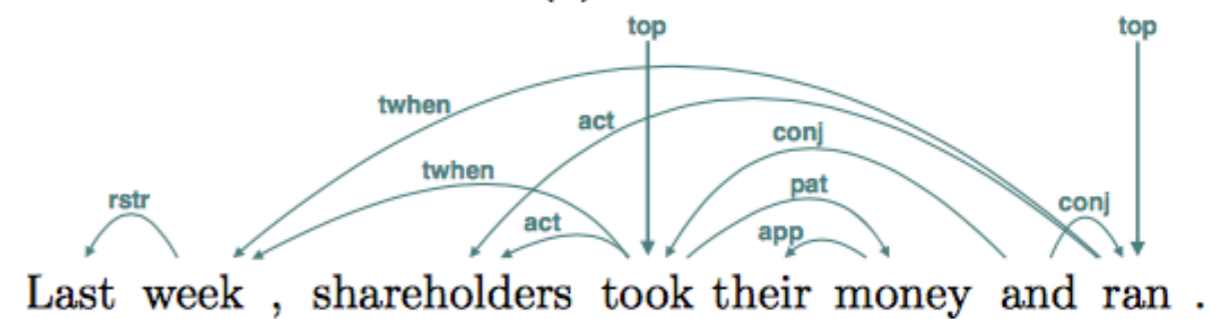 top top
twhen act conj
twhen pat
rstr act app conj
Last week , shareholders took their money and ran .